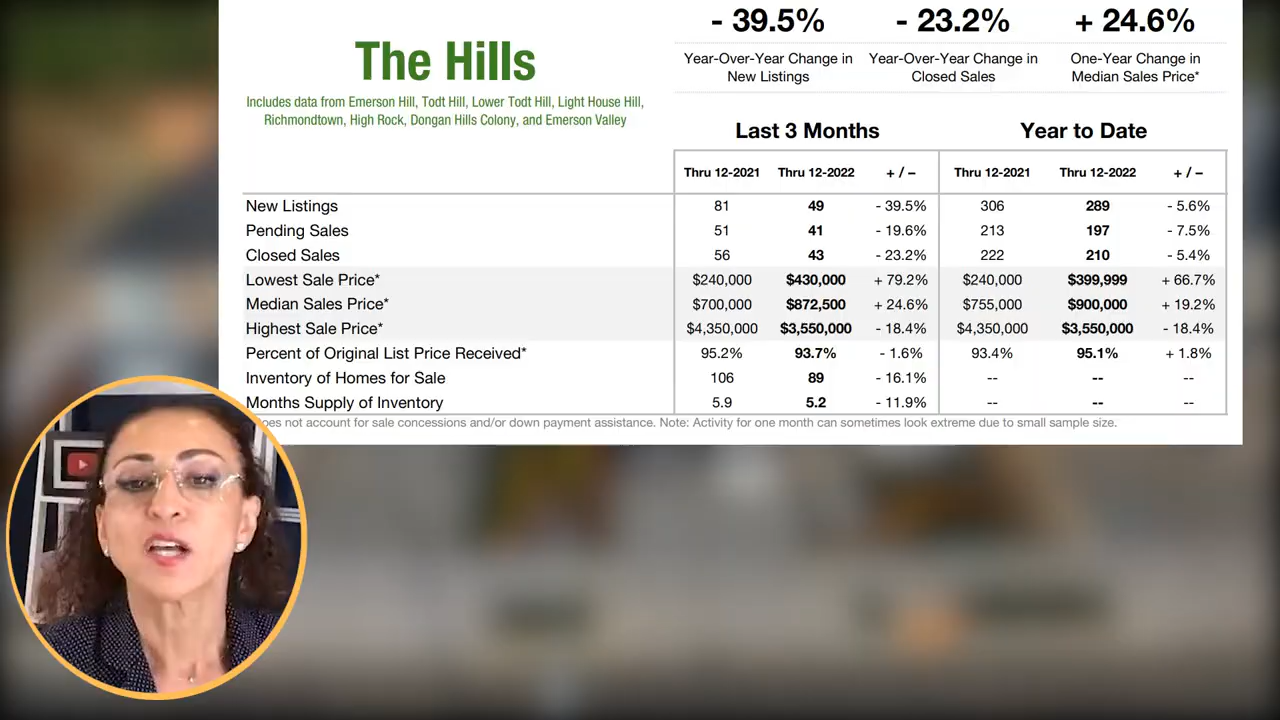 - 39.5% - 23.2% + 24.6%
The Hills
Year-Over-Year Change in Year-Over-Year Change in One-Year Change in
New Listings Closed Sales Median Sales Price*
Includes data from Emerson Hill, Todt Hill, Lower Todt Hill, Light House Hill,
Richmondtown, High Rock, Dongan Hills Colony, and Emerson Valley
Last 3 Months Year to Date
Thru 12-2021 Thru 12-2022 + / – Thru 12-2021 Thru 12-2022 + / –
New Listings 81 49 - 39.5% 306 289 - 5.6%
Pending Sales 51 41 - 19.6% 213 197 - 7.5%
Closed Sales 56 43 - 23.2% 222 210 - 5.4%
Lowest Sale Price* $240,000 $430,000 + 79.2% $240,000 $399,999 + 66.7%
Median Sales Price* $700,000 $872,500 + 24.6% $755,000 $900,000 + 19.2%
Highest Sale Price* $4,350,000 $3,550,000 - 18.4% $4,350,000 $3,550,000 - 18.4%
Percent of Original List Price Received* 95.2% 93.7% - 1.6% 93.4% 95.1% + 1.8%
Inventory of Homes for Sale 106 89 - 16.1% -- -- --
Months Supply of Inventory 5.9 5.2 - 11.9% -- -- --
not account for sale concessions and/or down payment assistance. Note: Activity for one month can sometimes look extreme due to small sample size.